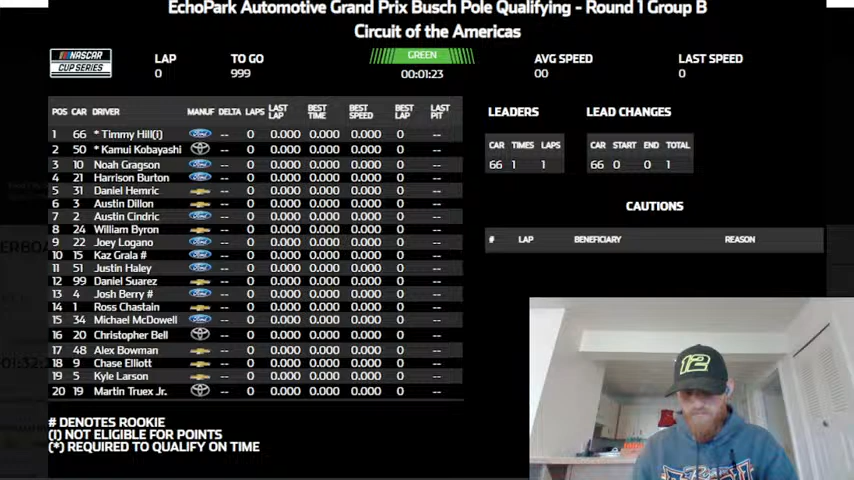 EchoPark Automotive Grand Prix Busch Pole Qualifying - Round 1 Group B
Circuit of the Americas
NASCAR CUP SERIES
LAP 0 TO GO 999 GREEN 00:01:23 AVG SPEED 00 LAST SPEED 0
POS CAR DRIVER MANUF DELTA LAPS LAST LAP BEST TIME BEST SPEED BEST LAP LAST PIT
1 66 * Timmy Hill(i) Ford -- 0 0.000 0.000 0.000 0 --
2 50 * Kamui Kobayashi -- 0 0.000 0.000 0.000 0 --
3 10 Noah Gragson Ford -- 0 0.000 0.000 0.000 0 --
4 21 Harrison Burton Ford -- 0 0.000 0.000 0.000 0 --
5 31 Daniel Hemric -- 0 0.000 0.000 0.000 0 --
6 3 Austin Dillon -- 0 0.000 0.000 0.000 0 --
7 2 Austin Cindric Ford -- 0 0.000 0.000 0.000 0 --
8 24 William Byron -- 0 0.000 0.000 0.000 0 --
9 22 Joey Logano Ford -- 0 0.000 0.000 0.000 0 --
10 15 Kaz Grala # Ford -- 0 0.000 0.000 0.000 0 --
11 51 Justin Haley Ford -- 0 0.000 0.000 0.000 0 --
12 99 Daniel Suarez -- 0 0.000 0.000 0.000 0 --
13 4 Josh Berry # Ford -- 0 0.000 0.000 0.000 0 --
14 1 Ross Chastain -- 0 0.000 0.000 0.000 0 --
15 34 Michael McDowell Ford -- 0 0.000 0.000 0.000 0 --
16 20 Christopher Bell -- 0 0.000 0.000 0.000 0 --
17 48 Alex Bowman -- 0 0.000 0.000 0.000 0 --
18 9 Chase Elliott -- 0 0.000 0.000 0.000 0 --
19 5 Kyle Larson -- 0 0.000 0.000 0.000 0 --
20 19 Martin Truex Jr. -- 0 0.000 0.000 0.000 0 --
# DENOTES ROOKIE
(I) NOT ELIGIBLE FOR POINTS
(*) REQUIRED TO QUALIFY ON TIME
LEADERS
CAR TIMES LAPS
66 1 1
LEAD CHANGES
CAR START END TOTAL
66 0 0 1
CAUTIONS
# LAP BENEFICIARY REASON
12